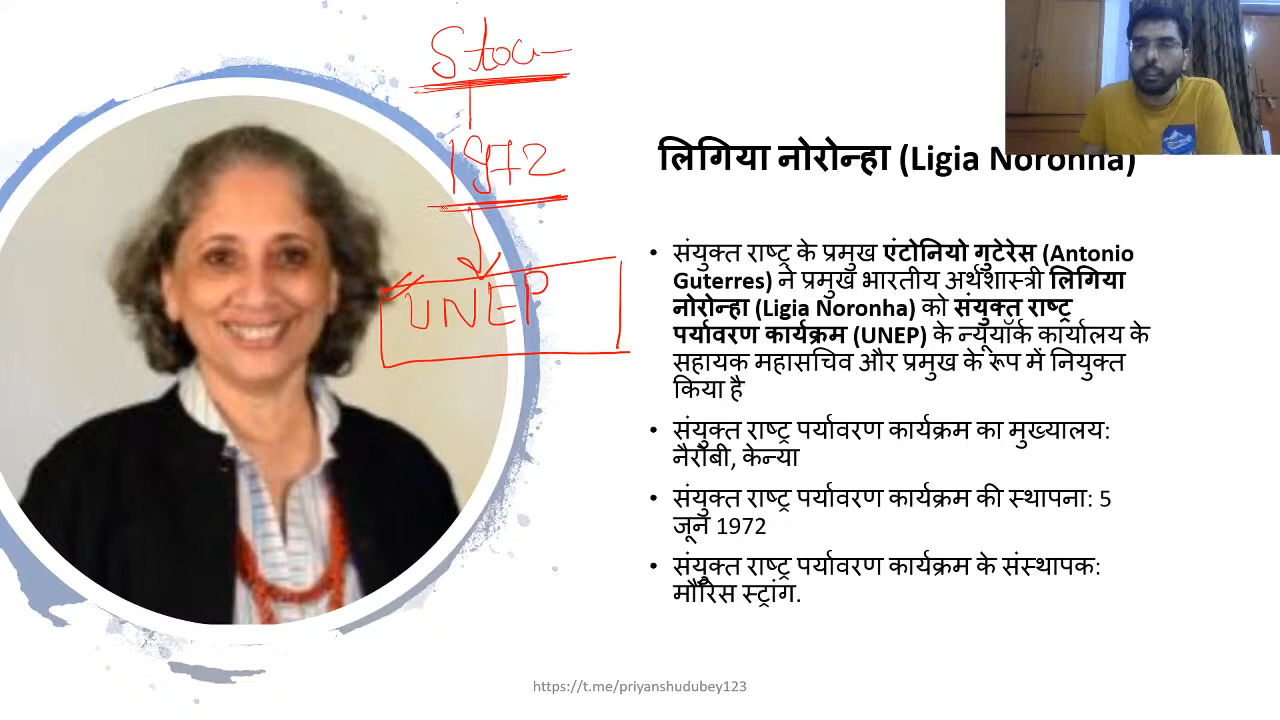 Stoc
1972
UNEP
लिगिया नोरोन्हा (Ligia Noronha)
• संयुक्त राष्ट्र के प्रमुख एंटोनियो गुटेरेस (Antonio
Guterres) ने प्रमुख भारतीय अर्थशास्त्री लिगिया
नोरोन्हा (Ligia Noronha) को संयुक्त राष्ट्र
पर्यावरण कार्यक्रम (UNEP) के न्यूयॉर्क कार्यालय के
सहायक महासचिव और प्रमुख के रूप में नियुक्त
किया है
• संयुक्त राष्ट्र पर्यावरण कार्यक्रम का मुख्यालय:
नैरोबी, केन्या
• संयुक्त राष्ट्र पर्यावरण कार्यक्रम की स्थापना: 5
जून 1972
• संयुक्त राष्ट्र पर्यावरण कार्यक्रम के संस्थापक:
मौरिस स्ट्रांग.
https://t.me/priyanshudubey123